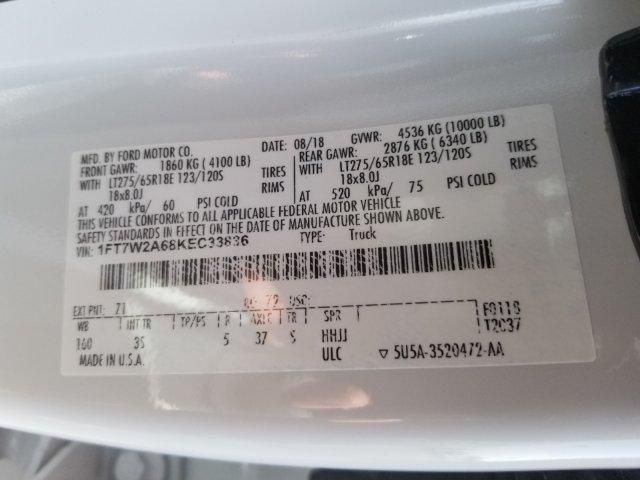 MFD. BY FORD MOTOR CO.
DATE: 08/18 GVWR: 4536 KG (10000 LB)
FRONT GAWR: 1860 KG ( 4100 LB) REAR GAWR: 2876 KG ( 6340 LB)
WITH LT275/65R18E 123/120S TIRES WITH LT275/65R18E 123/120S TIRES
18x8.0J RIMS 18x8.0J RIMS
AT 420 kPa/ 60 PSI COLD AT 520 kPa/ 75 PSI COLD
THIS VEHICLE CONFORMS TO ALL APPLICABLE FEDERAL MOTOR VEHICLE
SAFETY STANDARDS IN EFFECT ON THE DATE OF MANUFACTURE SHOWN ABOVE.
VIN: 1FT7W2A68KEC33836 TYPE: Truck
EXT PNT: Z1 RC: 72 DSO: F0118
WB INT TR TP/PS R AXLE TR SPR T2037
160 3S 5 37 S HHJJ
MADE IN U.S.A. ULC ▽ 5U5A-3520472-AA